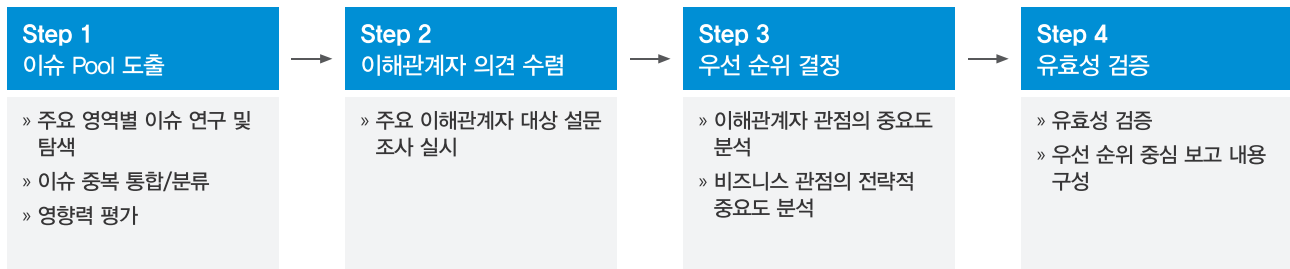 Step 1
이슈 Pool 도출
» 주요 영역별 이슈 연구 및
탐색
» 이슈 중복 통합/분류
» 영향력 평가
Step 2
이해관계자 의견 수렴
» 주요 이해관계자 대상 설문
조사 실시
Step 3
우선 순위 결정
» 이해관계자 관점의 중요도
분석
» 비즈니스 관점의 전략적
중요도 분석
Step 4
유효성 검증
» 유효성 검증
» 우선 순위 중심 보고 내용
구성